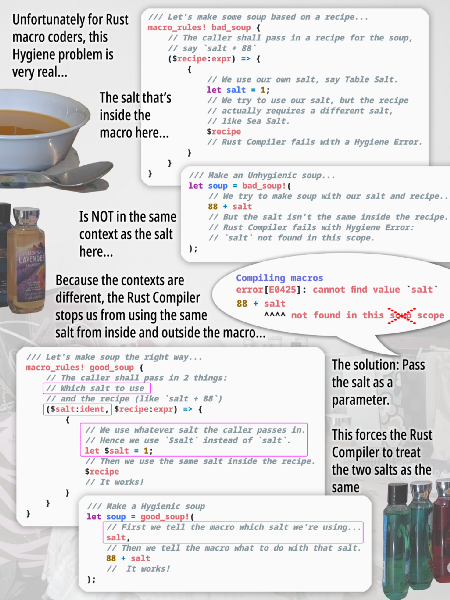 Unfortunately for Rust
macro coders, this
Hygiene problem is
very real...
/// Let's make some soup based on a recipe...
macro_rules! bad_soup {
// The caller shall pass in a recipe for the soup,
// say `salt + 88`
($recipe:expr) => {
{
// We use our own salt, say Table Salt.
let salt = 1;
// We try to use our salt, but the recipe
// actually requires a different salt,
// like Sea Salt.
$recipe
// Rust Compiler fails with a Hygiene Error.
}
}
}
The salt that's
inside the
macro here...
/// Make an Unhygienic soup...
let soup = bad_soup!(
// We try to make soup with our salt and recipe..
88 + salt
// But the salt isn't the same inside the recipe.
// Rust Compiler fails with Hygiene Error:
// `salt` not found in this scope.
);
Is NOT in the same
context as the salt
here...
LAVENDER
Because the contexts are
different, the Rust Compiler
stops us from using the same
salt from inside and outside the macro...
Compiling macros
error[E0425]: cannot find value `salt`
88 + salt
^^^^ not found in this soup scope
/// Let's make soup the right way...
macro_rules! good_soup {
// The caller shall pass in 2 things:
// Which salt to use
// and the recipe (like `salt + 88`)
($salt:ident, $recipe:expr) => {
{
// We use whatever salt the caller passes in.
// Hence we use `$salt` instead of `salt`.
let $salt = 1;
// Then we use the same salt inside the recipe.
$recipe
// It works!
}
}
}
The solution: Pass
the salt as a
parameter.
This forces the Rust
Compiler to treat
the two salts as the
same
/// Make a Hygienic soup
let soup = good_soup!(
// First we tell the macro which salt we're using...
salt,
// Then we tell the macro what to do with that salt.
88 + salt
// It works!
);